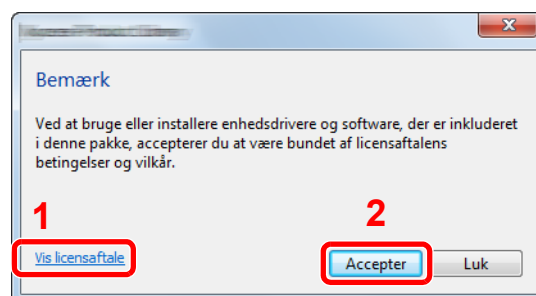 Bemærk
Ved at bruge eller installere enhedsdrivere og software, der er inkluderet
i denne pakke, accepterer du at være bundet af licensaftalens
betingelser og vilkår.
1
2
Vis licensaftale
Accepter
Luk